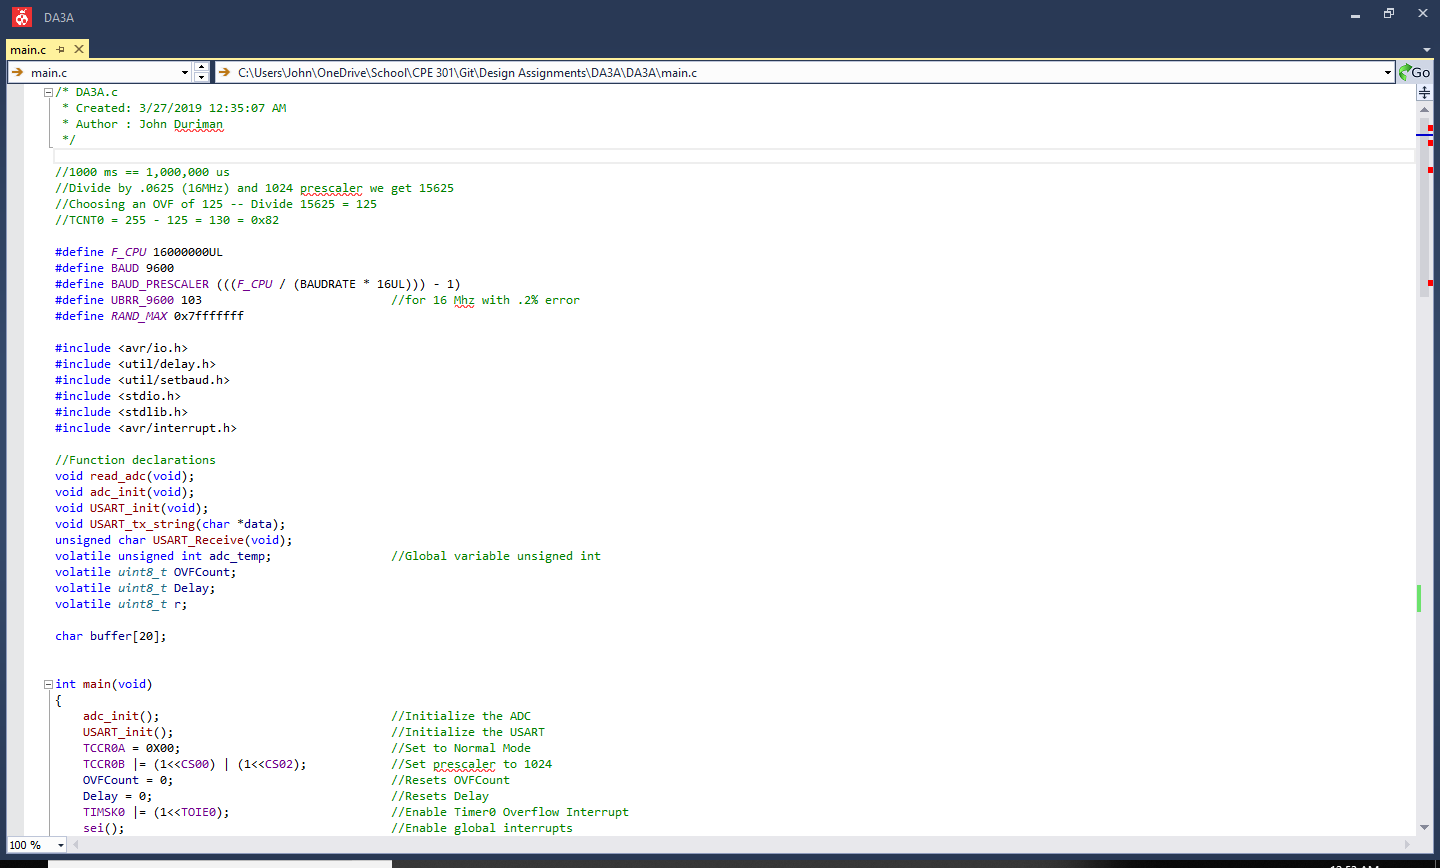 DA3A
main.c
main.c
C:\Users\John\OneDrive\School\CPE 301\Git\Design Assignments\DA3A\DA3A\main.c
Go
/* DA3A.c
 * Created: 3/27/2019 12:35:07 AM
 * Author : John Duriman
 */
//1000 ms == 1,000,000 us
//Divide by .0625 (16MHz) and 1024 prescaler we get 15625
//Choosing an OVF of 125 -- Divide 15625 = 125
//TCNT0 = 255 - 125 = 130 = 0x82
#define F_CPU 16000000UL
#define BAUD 9600
#define BAUD_PRESCALER (((F_CPU / (BAUDRATE * 16UL))) - 1)
#define UBRR_9600 103 //for 16 Mhz with .2% error
#define RAND_MAX 0x7fffffff
#include <avr/io.h>
#include <util/delay.h>
#include <util/setbaud.h>
#include <stdio.h>
#include <stdlib.h>
#include <avr/interrupt.h>
//Function declarations
void read_adc(void);
void adc_init(void);
void USART_init(void);
void USART_tx_string(char *data);
unsigned char USART_Receive(void);
volatile unsigned int adc_temp; //Global variable unsigned int
volatile uint8_t OVFCount;
volatile uint8_t Delay;
volatile uint8_t r;
char buffer[20];
int main(void)
{
adc_init(); //Initialize the ADC
USART_init(); //Initialize the USART
TCCR0A = 0X00; //Set to Normal Mode
TCCR0B |= (1<<CS00) | (1<<CS02); //Set prescaler to 1024
OVFCount = 0; //Resets OVFCount
Delay = 0; //Resets Delay
TIMSK0 |= (1<<TOIE0); //Enable Timer0 Overflow Interrupt
sei(); //Enable global interrupts
100 %